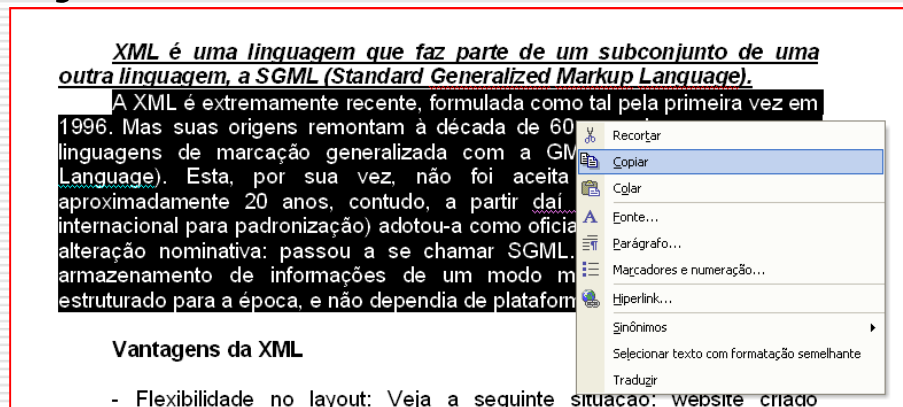 XML é uma linguagem que faz parte de um subconjunto de uma
outra linguagem, a SGML (Standard Generalized Markup Language).
A XML é extremamente recente, formulada como tal pela primeira vez em
1996. Mas suas origens remontam à década de 60
linguagens de marcação generalizada com a GM
Language). Esta, por sua vez, não foi aceita
aproximadamente 20 anos, contudo, a partir daí
internacional para padronização) adotou-a como oficia
alteração nominativa: passou a se chamar SGML.
armazenamento de informações de um modo m
estruturado para a época, e não dependia de plataform
Recortar
Copiar
Colar
Fonte...
Parágrafo...
Marcadores e numeração...
Hiperlink...
Sinônimos
Selecionar texto com formatação semelhante
Traduzir
Vantagens da XML
- Flexibilidade no layout: Veja a seguinte situação: website criado